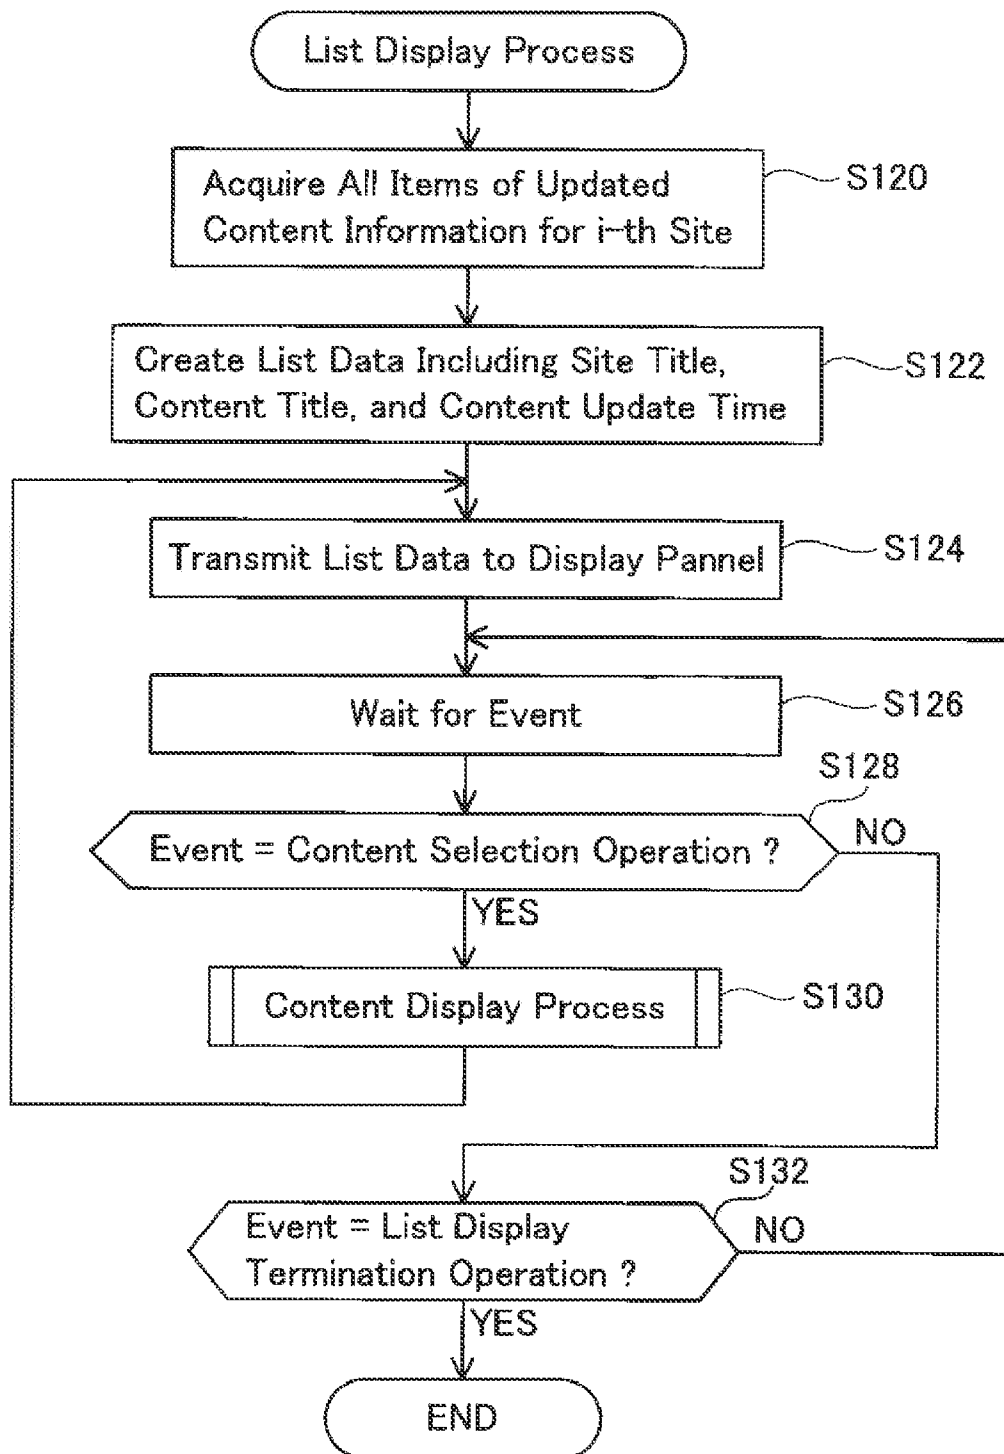 List Display Process
Acquire All Items of Updated
Content Information for i-th Site
S120
Create List Data Including Site Title,
Content Title, and Content Update Time
S122
Transmit List Data to Display Pannel
S124
Wait for Event
S126
S128
Event = Content Selection Operation ?
NO
YES
Content Display Process
S130
S132
Event = List Display
Termination Operation ?
NO
YES
END